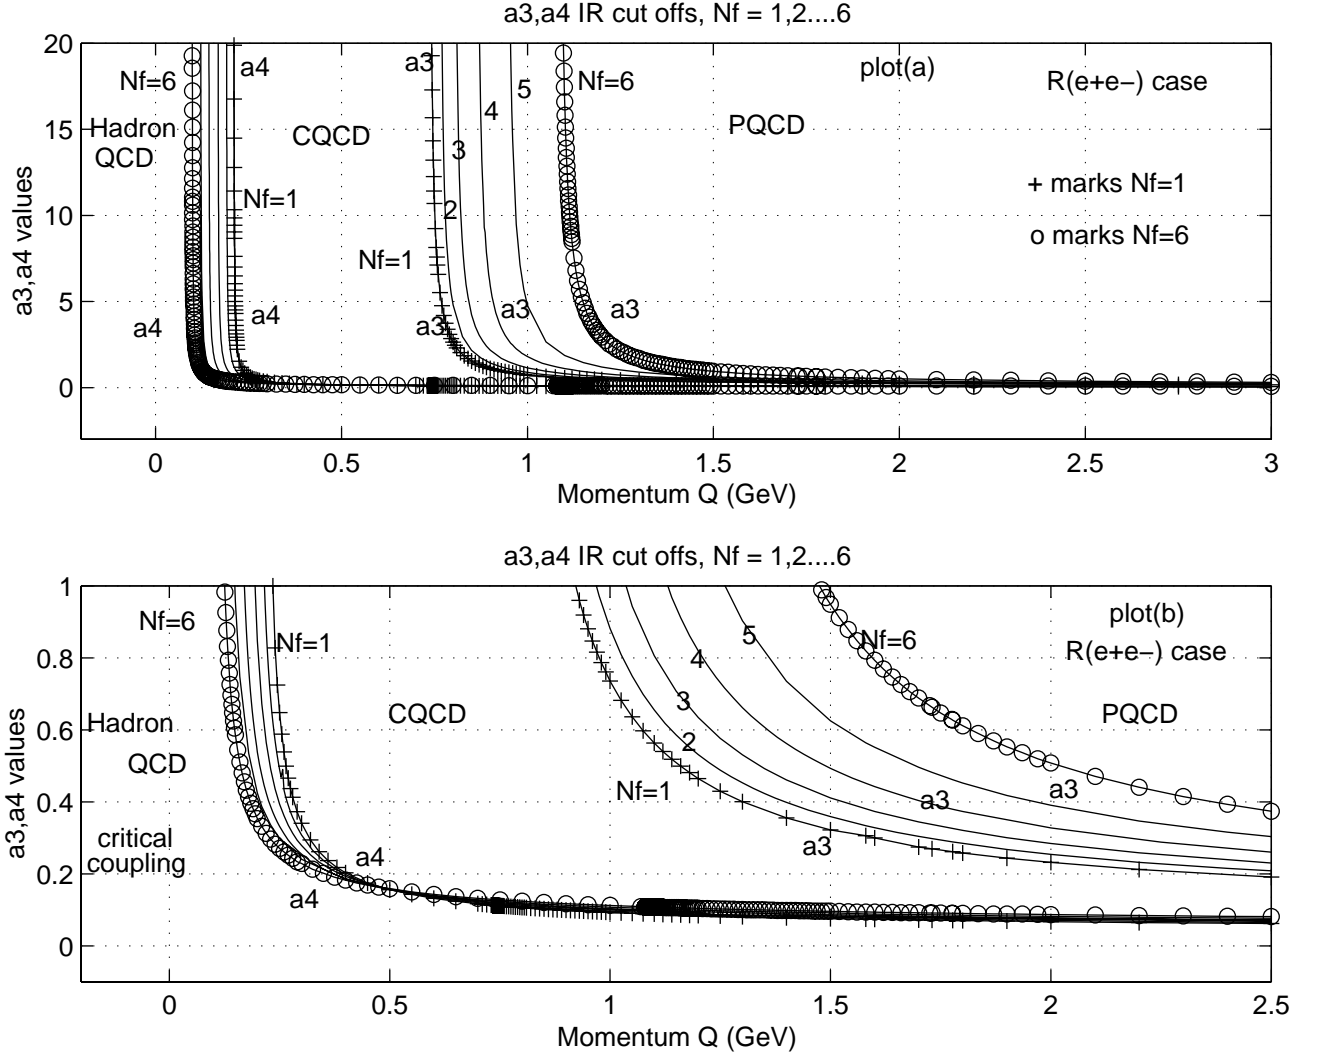 a3,a4 IR cut offs, Nf = 1,2....6
20
15
10
5
0
a3,a4 values
Nf=6
a4
a3
5
4
Nf=6
plot(a)
R(e+e−) case
Hadron
QCD
CQCD
3
PQCD
Nf=1
2
+ marks Nf=1
o marks Nf=6
Nf=1
a4
a4
a3
a3
a3
0
0.5
1
1.5
2
2.5
3
Momentum Q (GeV)
a3,a4 IR cut offs, Nf = 1,2....6
1
0.8
0.6
0.4
0.2
0
a3,a4 values
Nf=6
Nf=1
5
4
Nf=6
plot(b)
R(e+e−) case
Hadron
QCD
CQCD
3
2
PQCD
Nf=1
a3
a3
a3
critical
coupling
a4
a4
0
0.5
1
1.5
2
2.5
Momentum Q (GeV)